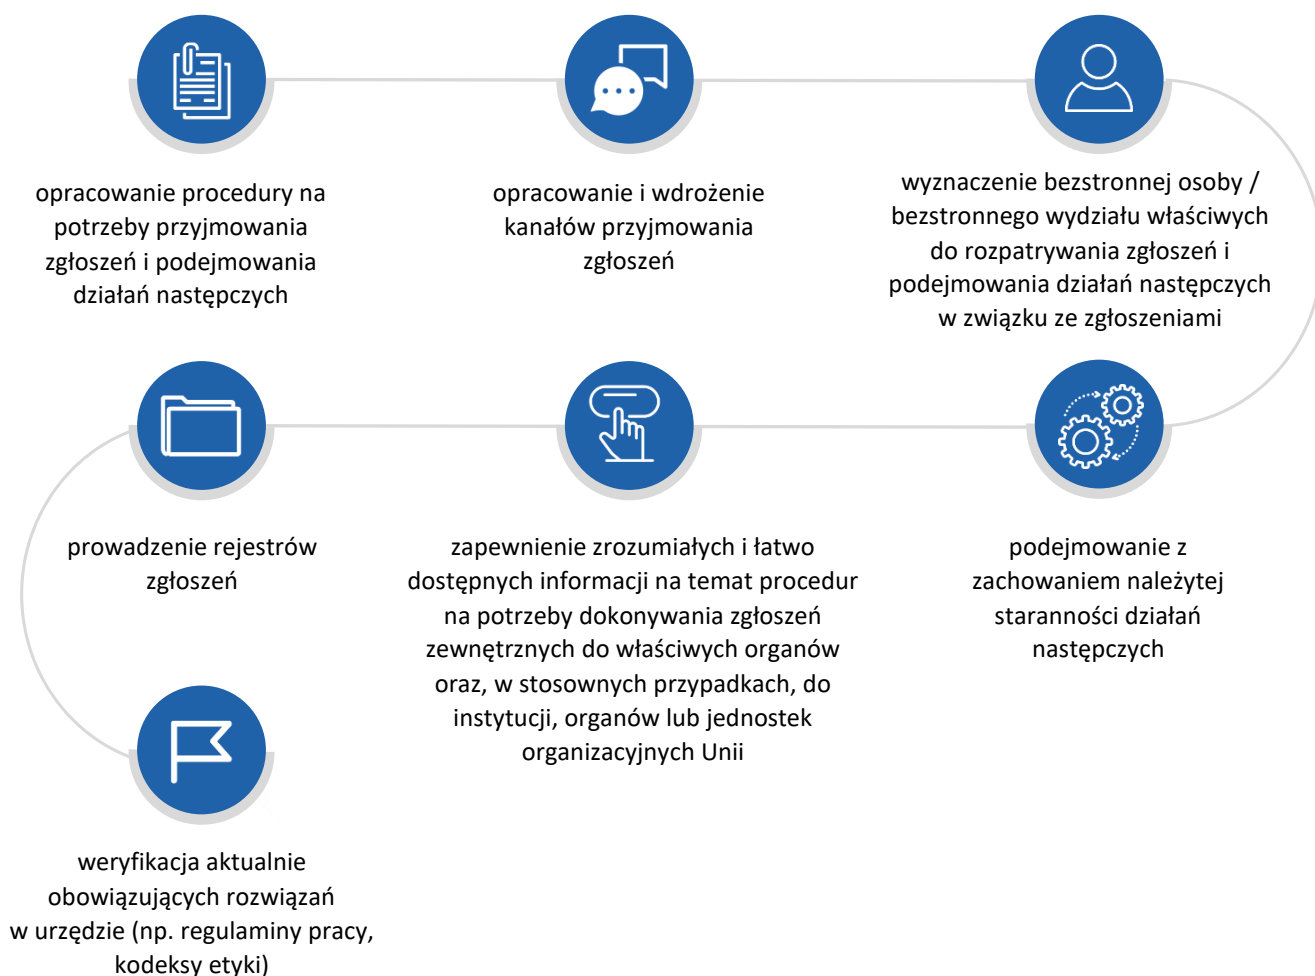 opracowanie procedury na
potrzeby przyjmowania
zgłoszeń i podejmowania
działań następczych
opracowanie i wdrożenie
kanałów przyjmowania
zgłoszeń
wyznaczenie bezstronnej osoby /
bezstronnego wydziału właściwych
do rozpatrywania zgłoszeń i
podejmowania działań następczych
w związku ze zgłoszeniami
podejmowanie z
zachowaniem należytej
staranności działań
następczych
zapewnienie zrozumiałych i łatwo
dostępnych informacji na temat procedur
na potrzeby dokonywania zgłoszeń
zewnętrznych do właściwych organów
oraz, w stosownych przypadkach, do
instytucji, organów lub jednostek
organizacyjnych Unii
prowadzenie rejestrów
zgłoszeń
weryfikacja aktualnie
obowiązujących rozwiązań
w urzędzie (np. regulaminy pracy,
kodeksy etyki)